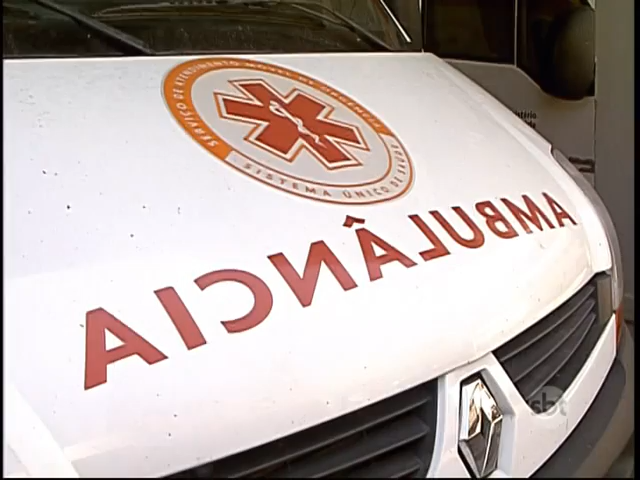 SERVIÇO DE ATENDIMENTO MÓVEL DE URGÊNCIA
SISTEMA ÚNICO DE SAÚDE
AMBULÂNCIA
sbt